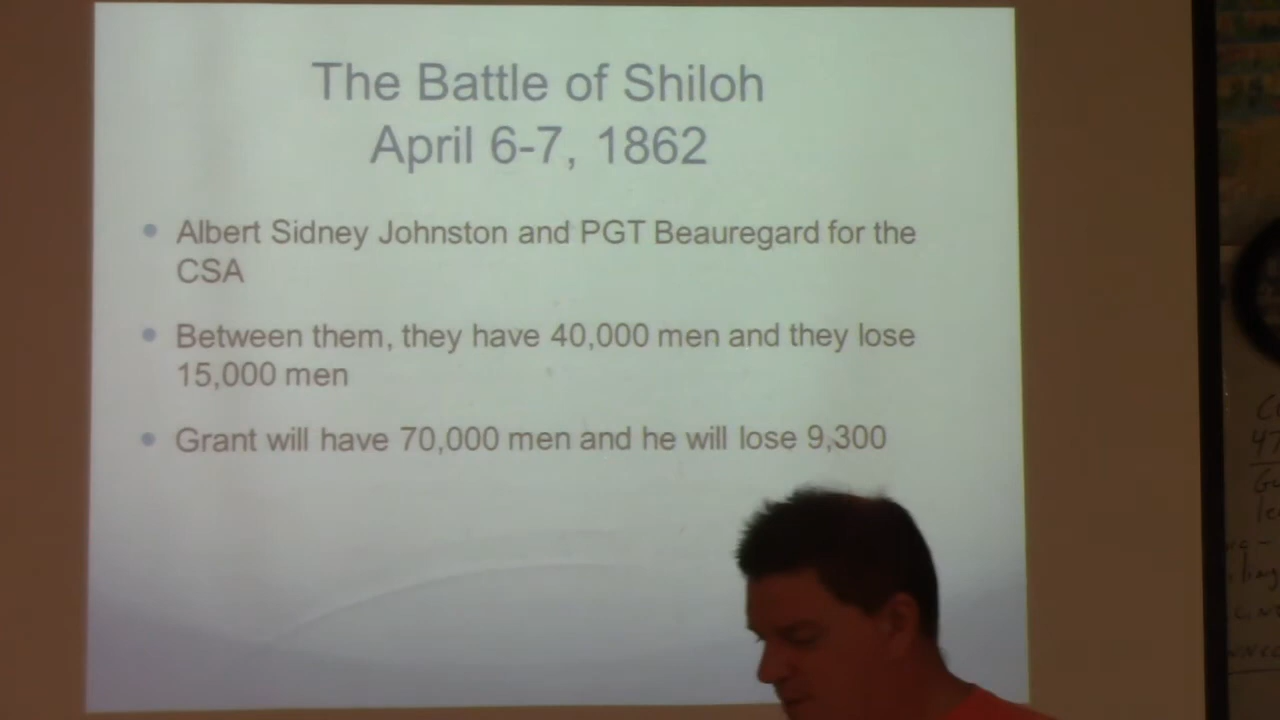 The Battle of Shiloh
April 6-7, 1862
• Albert Sidney Johnston and PGT Beauregard for the
CSA
• Between them, they have 40,000 men and they lose
15,000 men
• Grant will have 70,000 men and he will lose 9,300